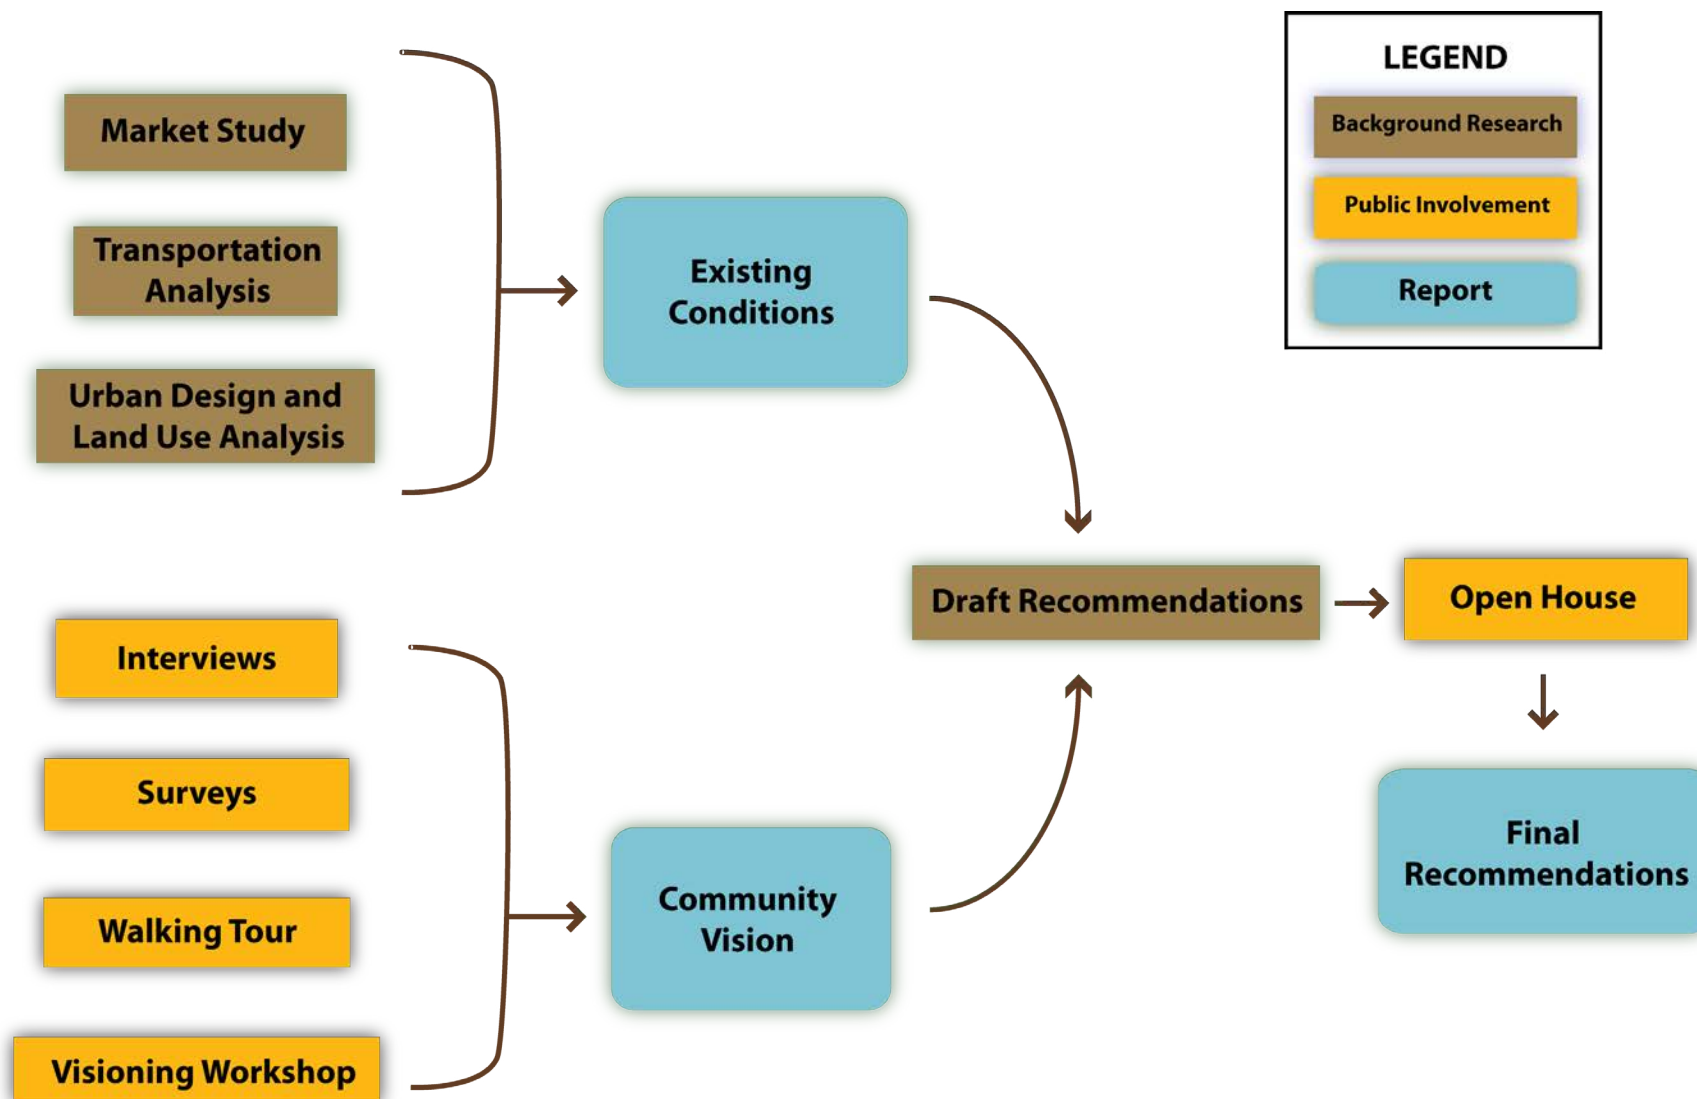 LEGEND
Background Research
Public Involvement
Report
Market Study
Transportation
Analysis
Urban Design and
Land Use Analysis
Existing
Conditions
Interviews
Surveys
Walking Tour
Visioning Workshop
Community
Vision
Draft Recommendations
Open House
Final
Recommendations